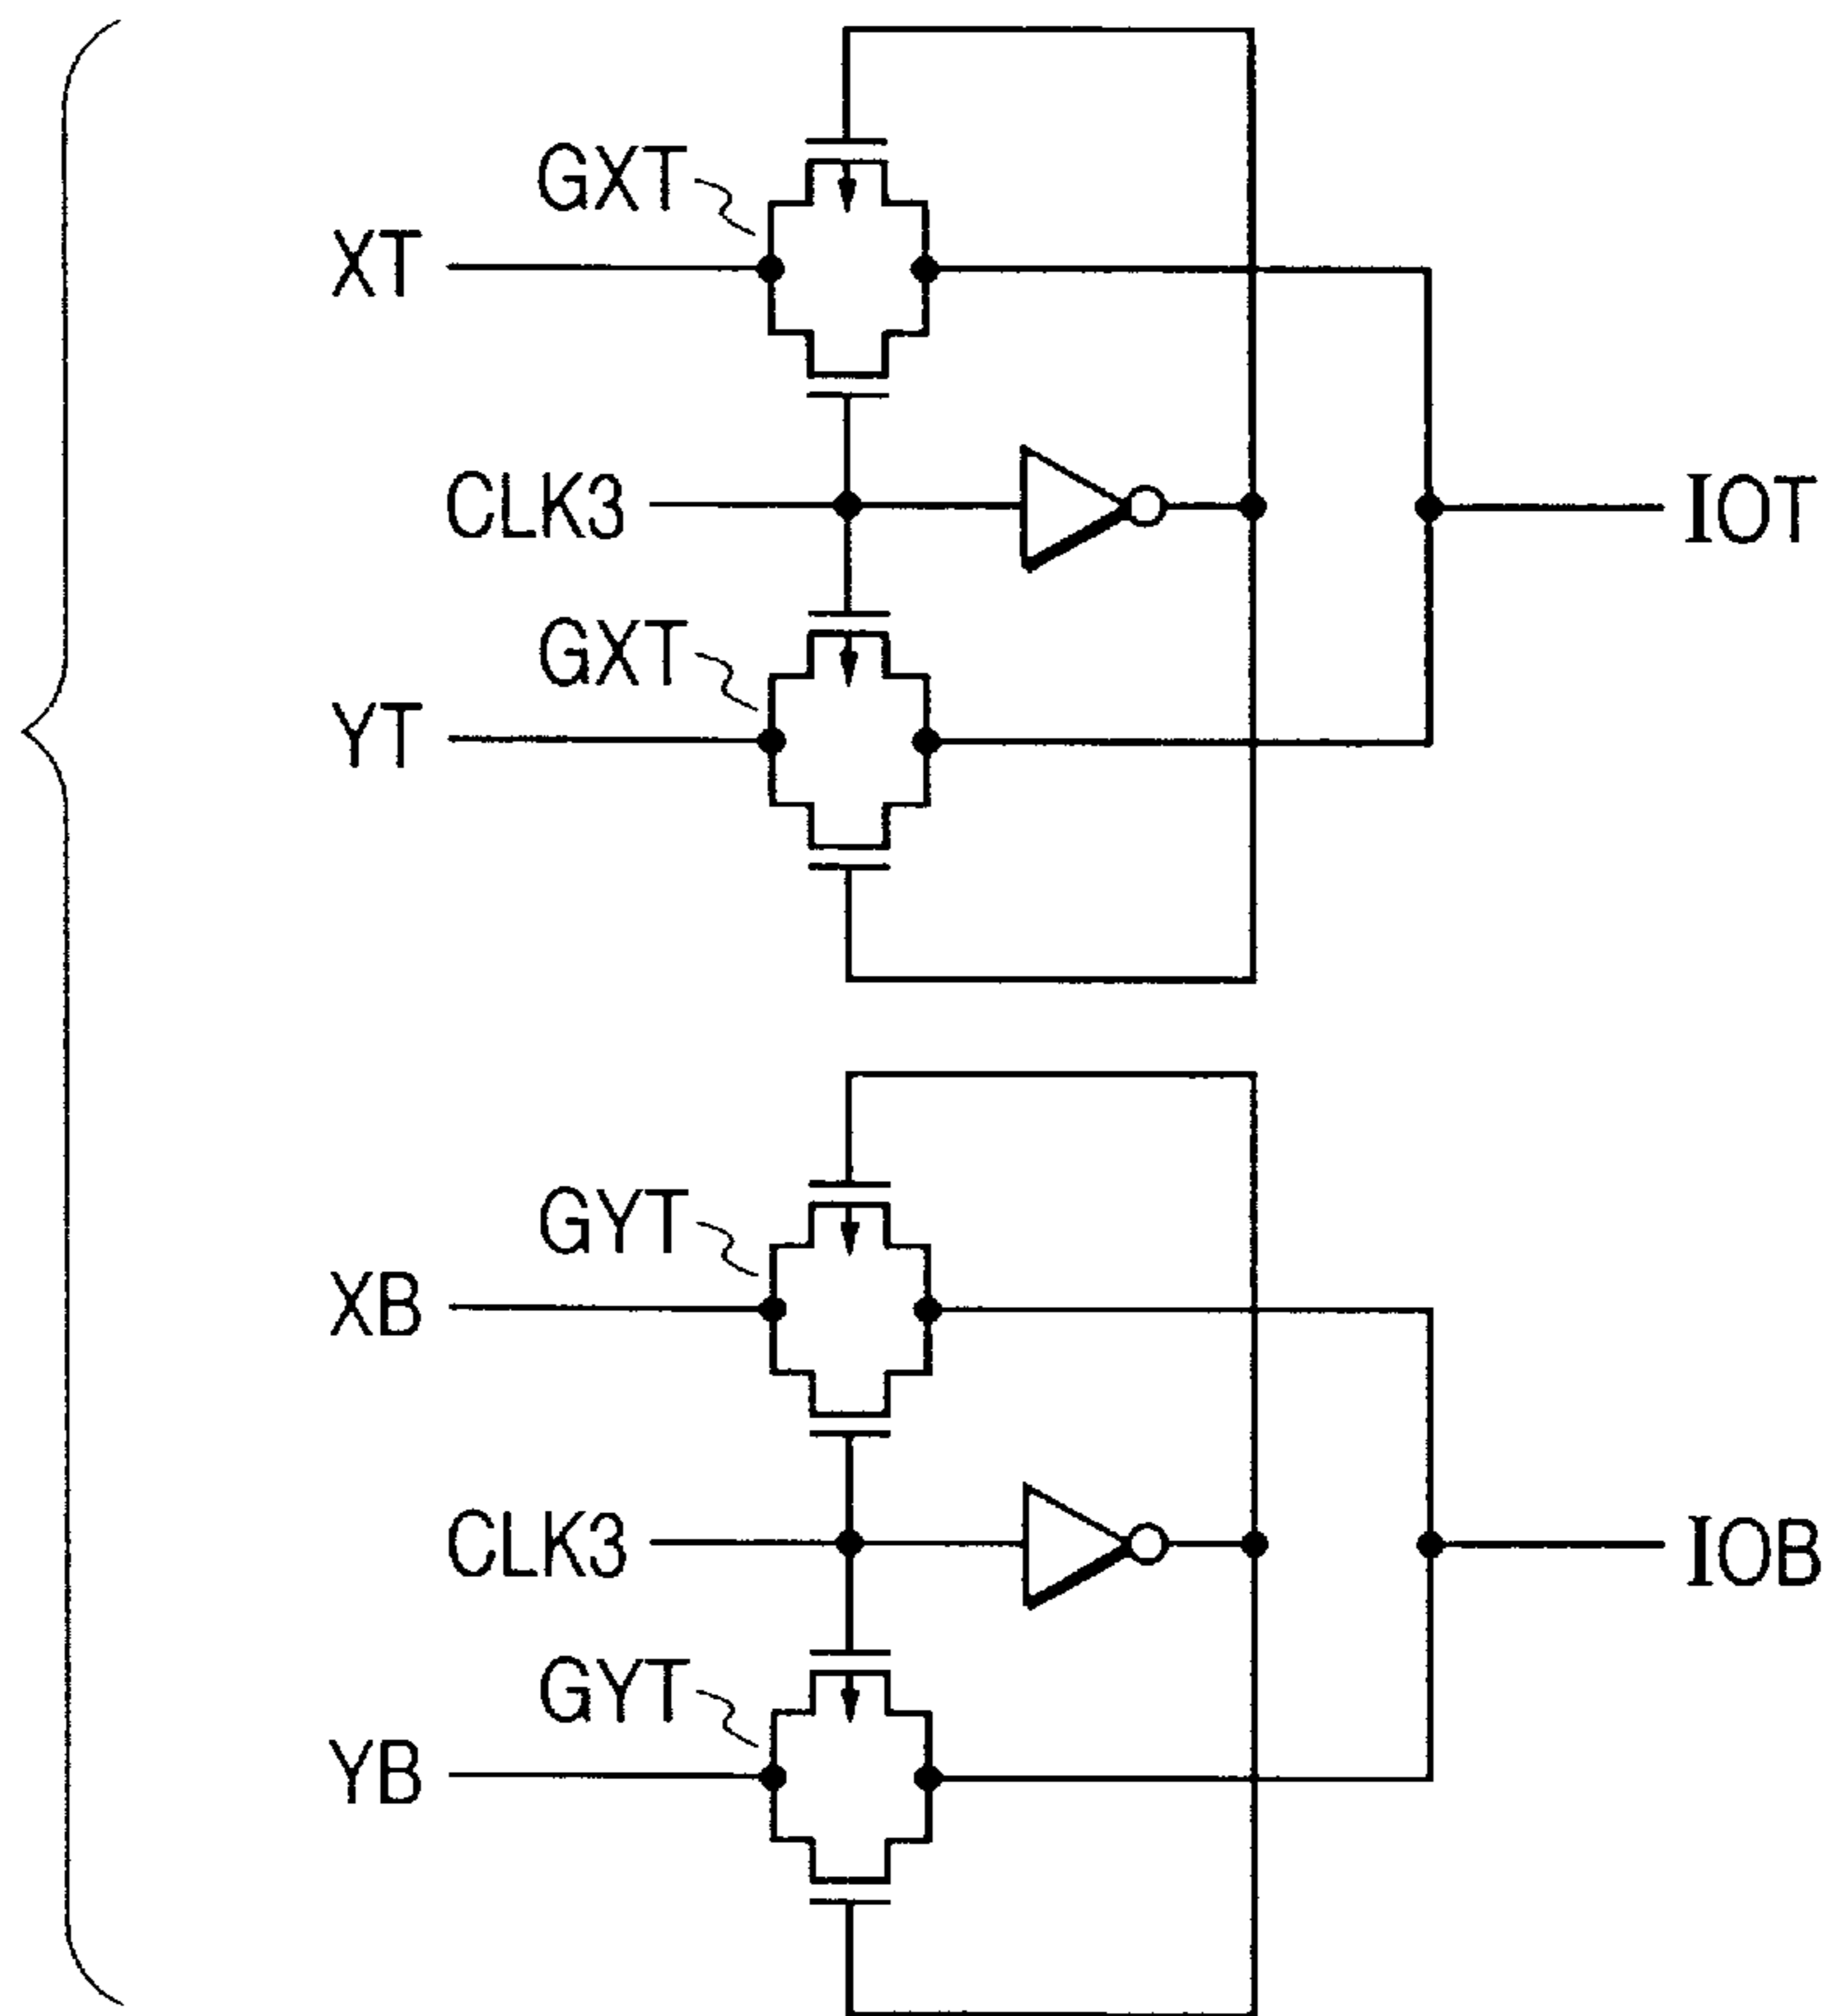 GXT
XT
CLK3
IOT
GXT
YT
GYT
XB
CLK3
IOB
GYT
YB